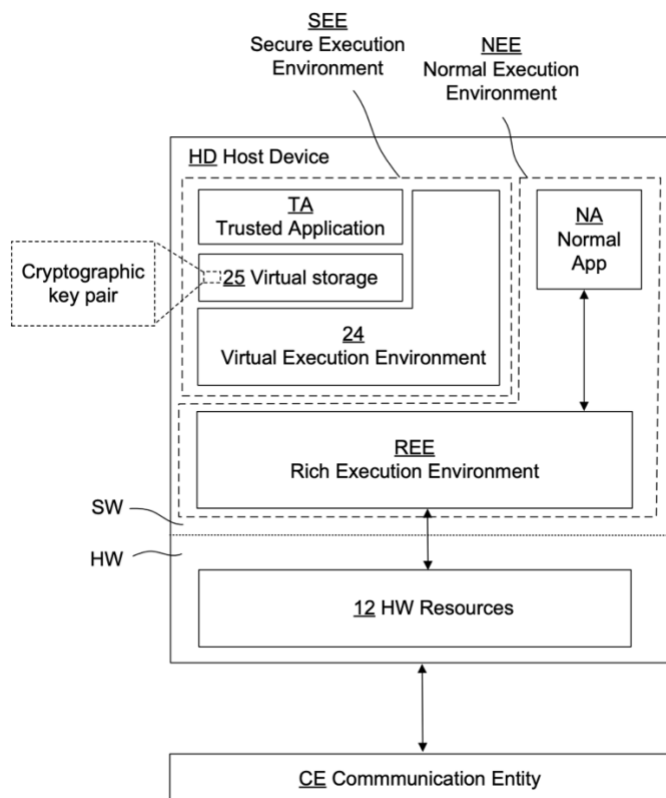 SEE
Secure Execution
Environment
NEE
Normal Execution
Environment
HD Host Device
TA
Trusted Application
NA
Normal
App
Cryptographic
key pair
25 Virtual storage
24
Virtual Execution Environment
REE
Rich Execution Environment
SW
HW
12 HW Resources
CE Commmunication Entity